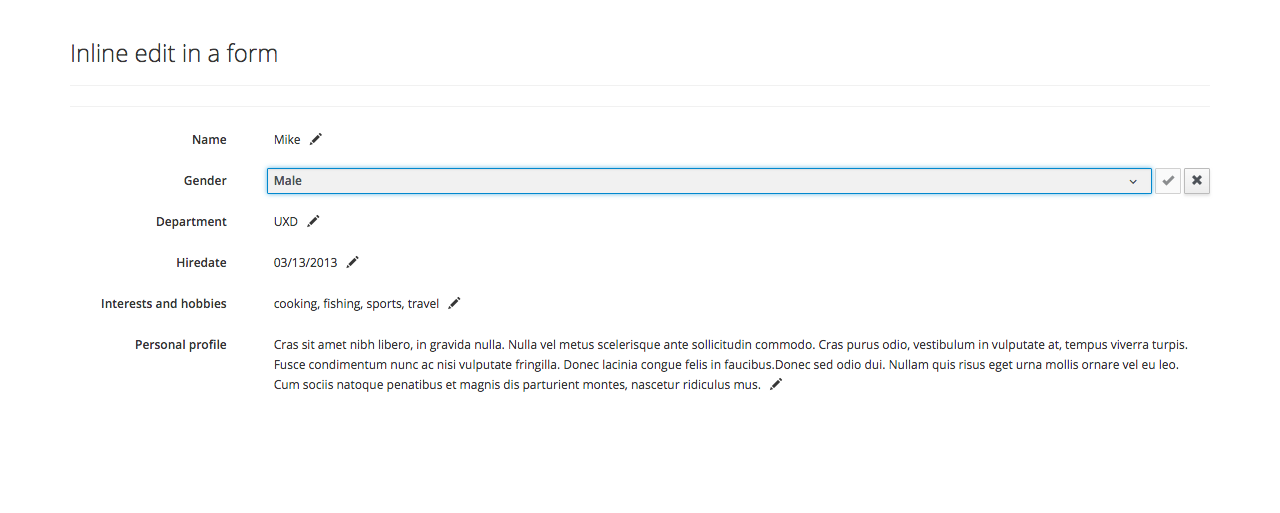 Inline edit in a form
Name Mike
Gender Male
Department UXD
Hiredate 03/13/2013
Interests and hobbies cooking, fishing, sports, travel
Personal profile Cras sit amet nibh libero, in gravida nulla. Nulla vel metus scelerisque ante sollicitudin commodo. Cras purus odio, vestibulum in vulputate at, tempus viverra turpis.
Fusce condimentum nunc ac nisi vulputate fringilla. Donec lacinia congue felis in faucibus.Donec sed odio dui. Nullam quis risus eget urna mollis ornare vel eu leo.
Cum sociis natoque penatibus et magnis dis parturient montes, nascetur ridiculus mus.